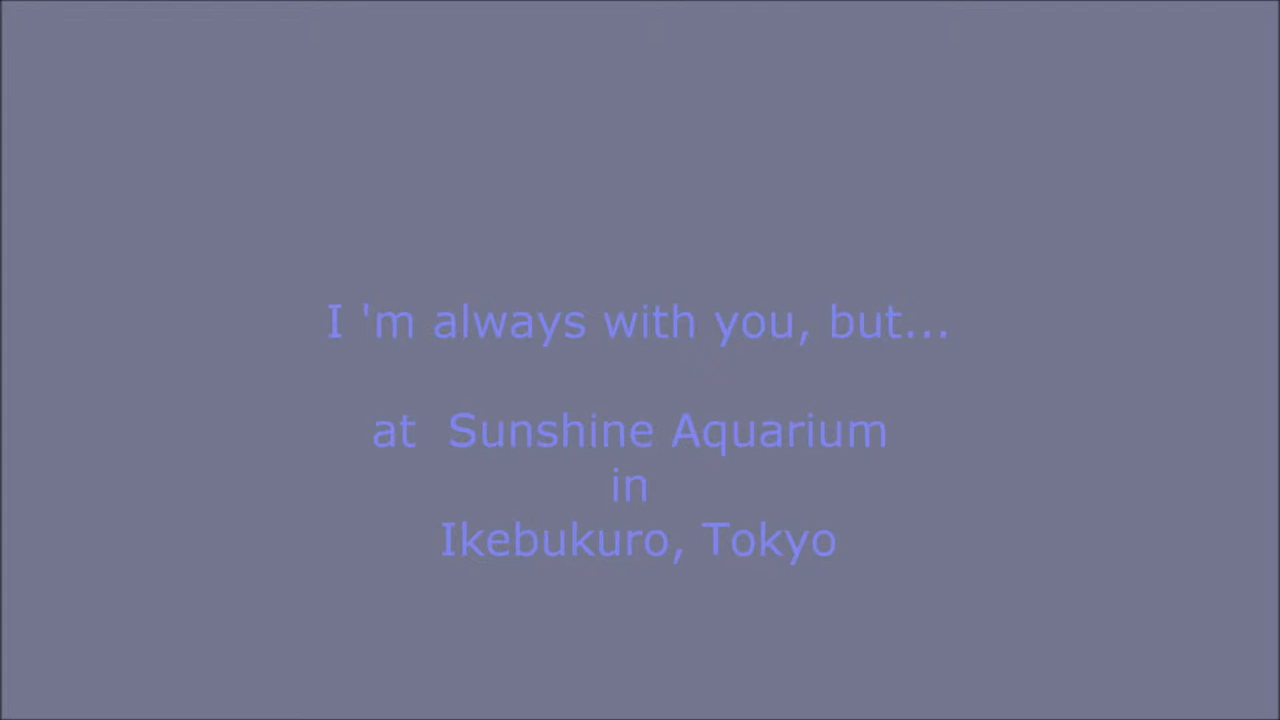 I 'm always with you, but...
at  Sunshine Aquarium
in
Ikebukuro, Tokyo